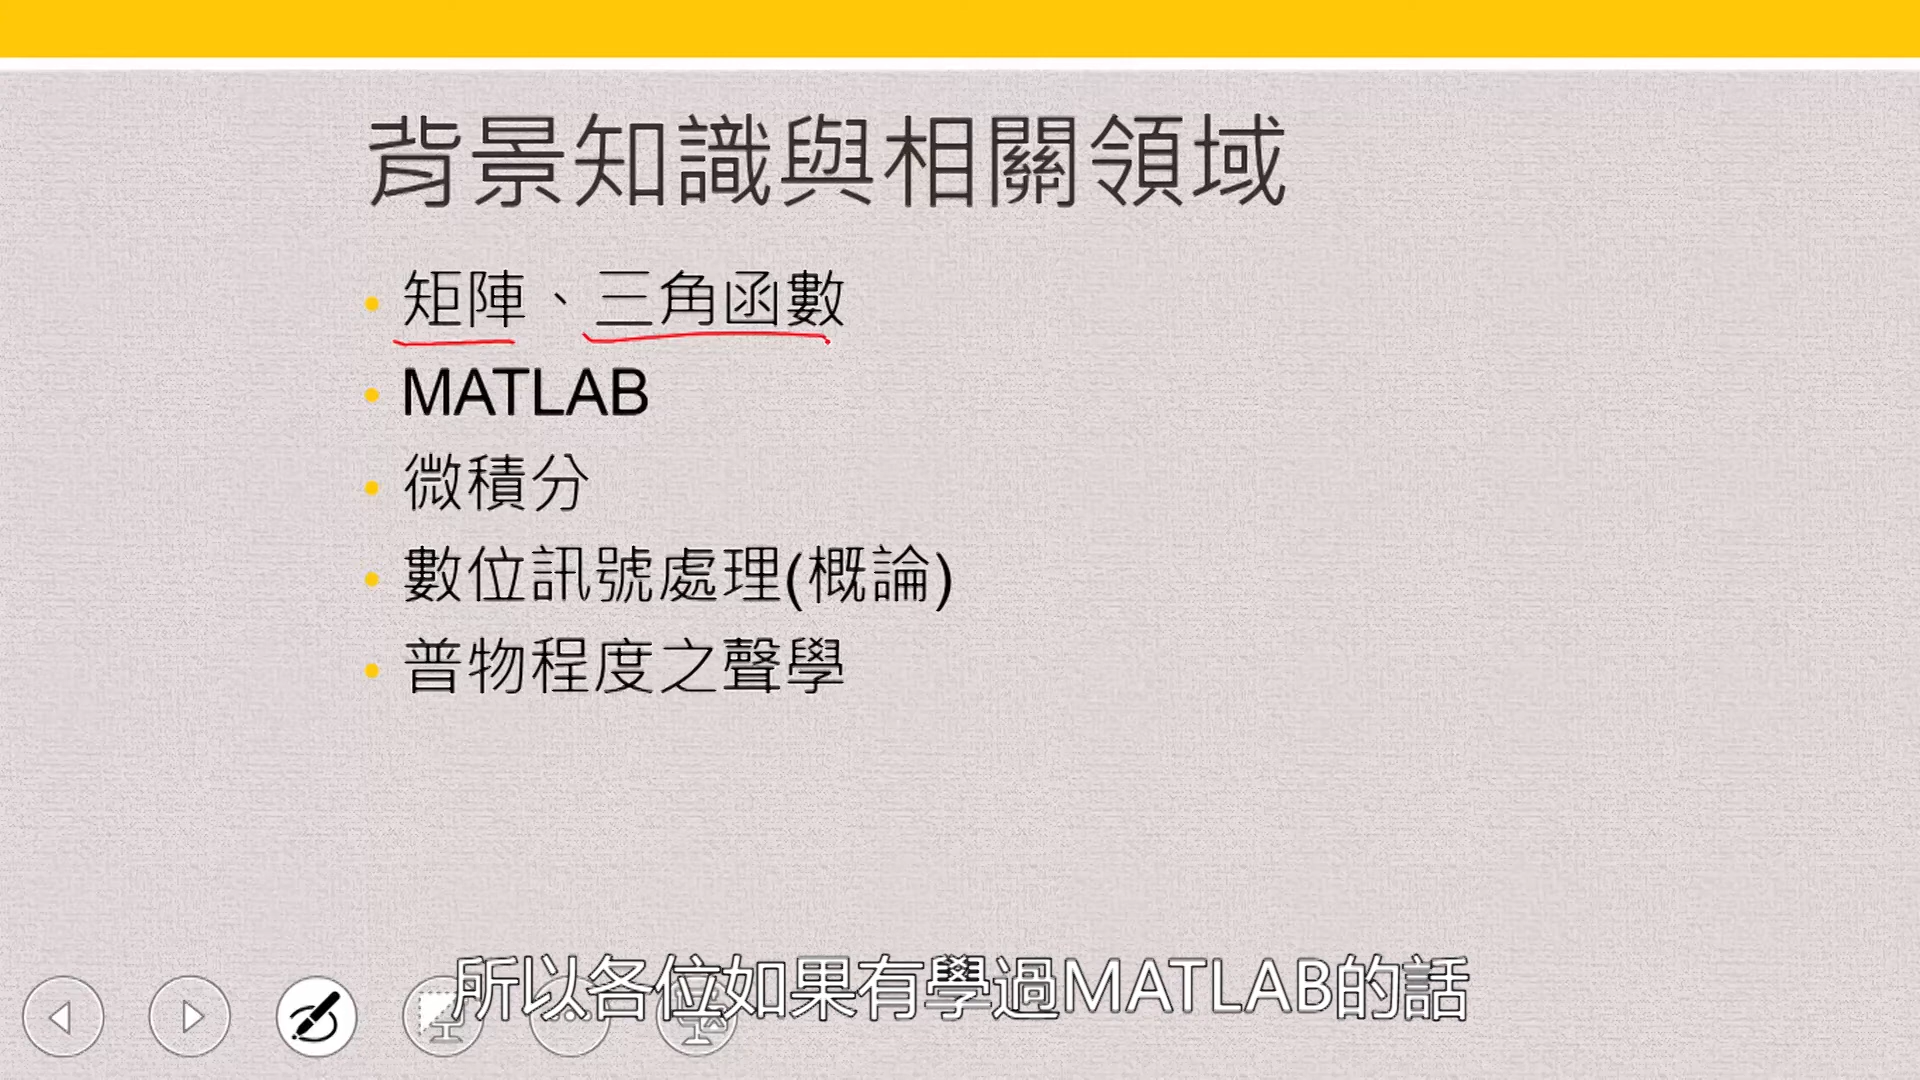 背景知識與相關領域
矩陣、三角函數
MATLAB
微積分
數位訊號處理(概論)
普物程度之聲學
所以各位如果有學過MATLAB的話